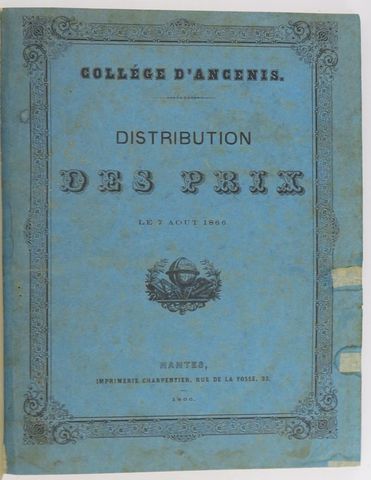 COLLÉGE D'ANCENIS.
DISTRIBUTION
DES PRIX
LE 7 AOUT 1866
NANTES,
IMPRIMERIE CHARPENTIER, RUE DE LA FOSSE, 32.
1866.